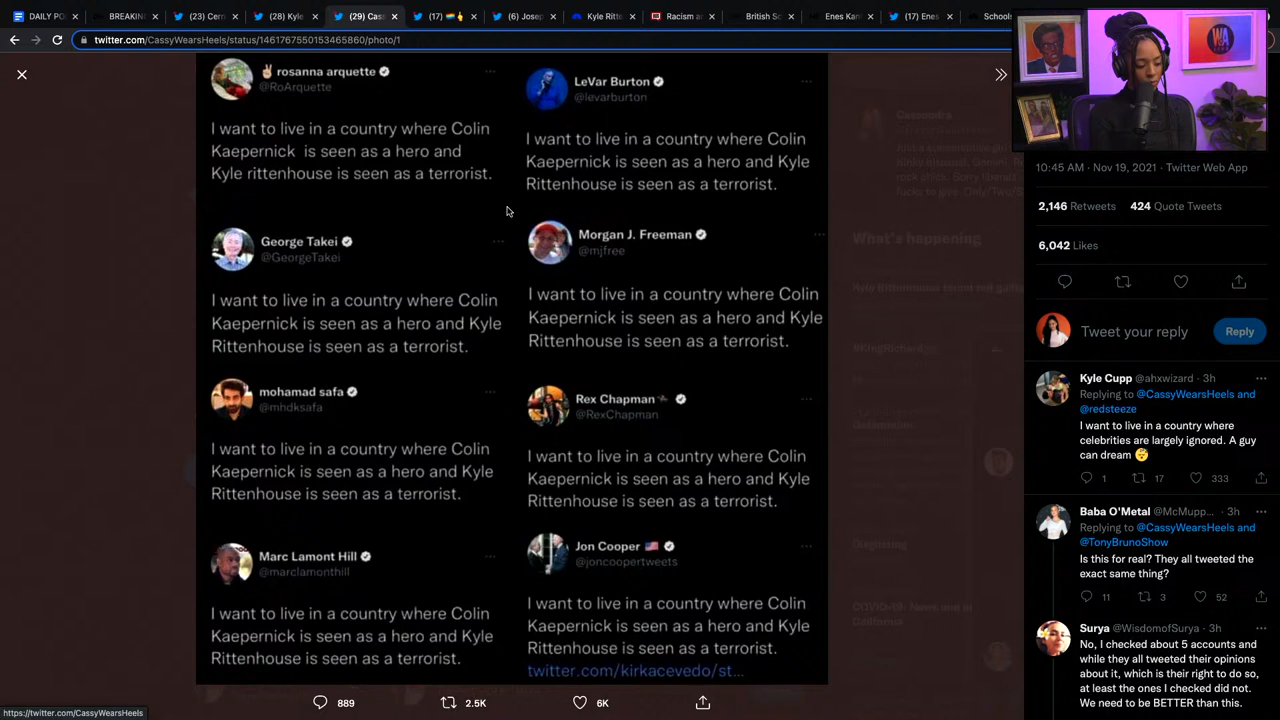 DAILY PO
BREAKIN
(23) Cerr
(28) Kyle
(29) Cass
(17)
(6) Josep
Kyle Ritt
Racism a
British So
Enes Kan
(17) Enes
Schools
twitter.com/CassyWearsHeels/status/1461767550153465860/photo/1
rosanna arquette
@RoArquette
I want to live in a country where Colin
Kaepernick is seen as a hero and
Kyle rittenhouse is seen as a terrorist.
LeVar Burton
@levarburton
I want to live in a country where Colin
Kaepernick is seen as a hero and Kyle
Rittenhouse is seen as a terrorist.
George Takei
@GeorgeTakei
I want to live in a country where Colin
Kaepernick is seen as a hero and Kyle
Rittenhouse is seen as a terrorist.
Morgan J. Freeman
@mjfree
I want to live in a country where Colin
Kaepernick is seen as a hero and Kyle
Rittenhouse is seen as a terrorist.
mohamad safa
@mhdksafa
I want to live in a country where Colin
Kaepernick is seen as a hero and Kyle
Rittenhouse is seen as a terrorist.
Rex Chapman
@RexChapman
I want to live in a country where Colin
Kaepernick is seen as a hero and Kyle
Rittenhouse is seen as a terrorist.
Marc Lamont Hill
@marclamonthill
I want to live in a country where Colin
Kaepernick is seen as a hero and Kyle
Rittenhouse is seen as a terrorist.
Jon Cooper
@joncoopertweets
I want to live in a country where Colin
Kaepernick is seen as a hero and Kyle
Rittenhouse is seen as a terrorist.
twitter.com/kirkacevedo/st...
889
2.5K
6K
https://twitter.com/CassyWearsHeels
What's happening
WA
10:45 AM · Nov 19, 2021 · Twitter Web App
2,146 Retweets 424 Quote Tweets
6,042 Likes
Tweet your reply
Reply
Kyle Cupp @ahxwizard · 3h
Replying to @CassyWearsHeels and
@redsteeze
I want to live in a country where
celebrities are largely ignored. A guy
can dream
1 17 333
Baba O'Metal @McMupp... · 3h
Replying to @CassyWearsHeels and
@TonyBrunoShow
Is this for real? They all tweeted the
exact same thing?
11 3 52
Surya @WisdomofSurya · 3h
Replying to @CassyWearsHeels
No, I checked about 5 accounts and
while they all tweeted their opinions
about it, which is their right to do so,
at least the ones I checked did not.
We need to be BETTER than this.